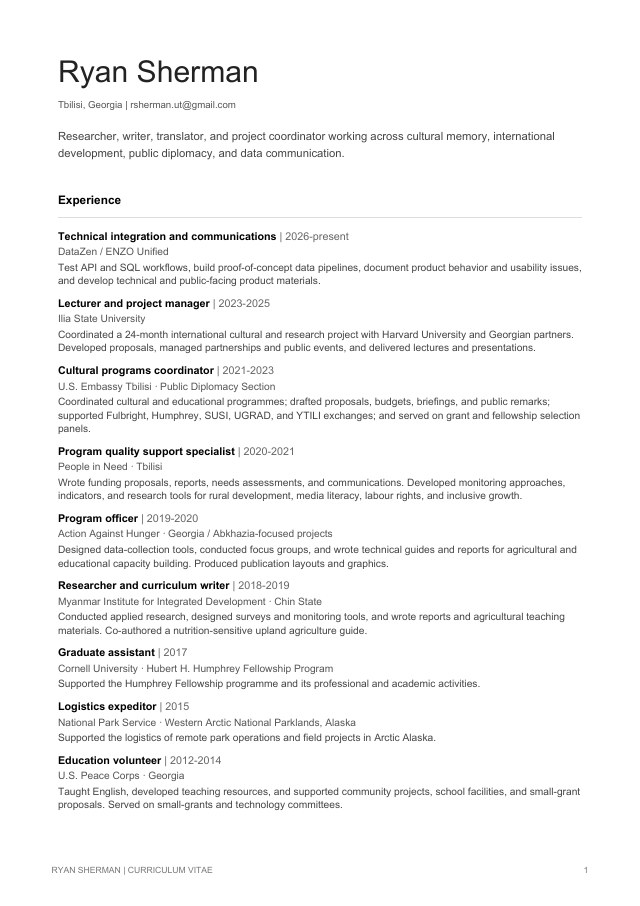 Ryan Sherman
Tbilisi, Georgia | rsherman.ut@gmail.com
Researcher, writer, translator, and project coordinator working across cultural memory, international
development, public diplomacy, and data communication.
Experience
Technical integration and communications | 2026-present
DataZen / ENZO Unified
Test API and SQL workflows, build proof-of-concept data pipelines, document product behavior and usability issues,
and develop technical and public-facing product materials.
Lecturer and project manager | 2023-2025
Ilia State University
Coordinated a 24-month international cultural and research project with Harvard University and Georgian partners.
Developed proposals, managed partnerships and public events, and delivered lectures and presentations.
Cultural programs coordinator | 2021-2023
U.S. Embassy Tbilisi · Public Diplomacy Section
Coordinated cultural and educational programmes; drafted proposals, budgets, briefings, and public remarks;
supported Fulbright, Humphrey, SUSI, UGRAD, and YTILI exchanges; and served on grant and fellowship selection
panels.
Program quality support specialist | 2020-2021
People in Need · Tbilisi
Wrote funding proposals, reports, needs assessments, and communications. Developed monitoring approaches,
indicators, and research tools for rural development, media literacy, labour rights, and inclusive growth.
Program officer | 2019-2020
Action Against Hunger · Georgia / Abkhazia-focused projects
Designed data-collection tools, conducted focus groups, and wrote technical guides and reports for agricultural and
educational capacity building. Produced publication layouts and graphics.
Researcher and curriculum writer | 2018-2019
Myanmar Institute for Integrated Development · Chin State
Conducted applied research, designed surveys and monitoring tools, and wrote reports and agricultural teaching
materials. Co-authored a nutrition-sensitive upland agriculture guide.
Graduate assistant | 2017
Cornell University · Hubert H. Humphrey Fellowship Program
Supported the Humphrey Fellowship programme and its professional and academic activities.
Logistics expeditor | 2015
National Park Service · Western Arctic National Parklands, Alaska
Supported the logistics of remote park operations and field projects in Arctic Alaska.
Education volunteer | 2012-2014
U.S. Peace Corps · Georgia
Taught English, developed teaching resources, and supported community projects, school facilities, and small-grant
proposals. Served on small-grants and technology committees.
RYAN SHERMAN | CURRICULUM VITAE
1